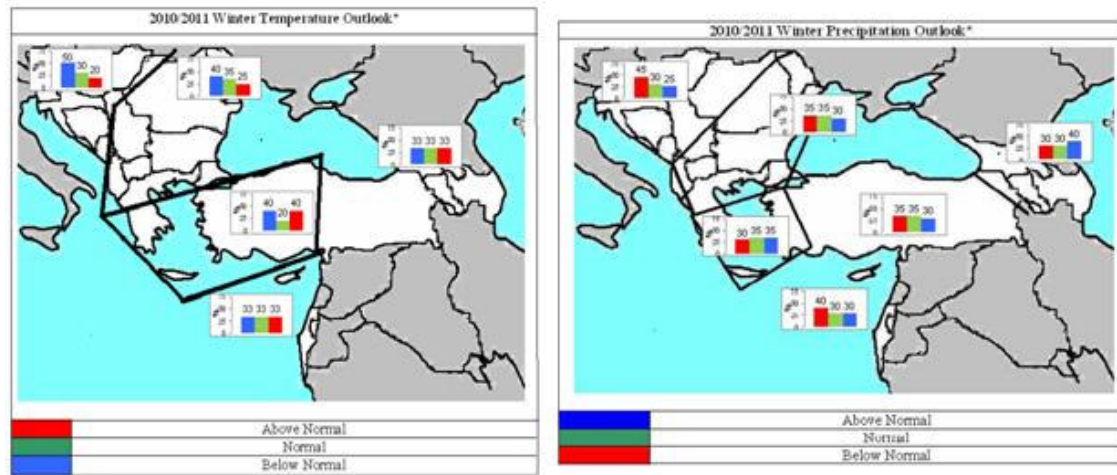 2010/2011 Winter Temperature Outlook*
50 30 20
40 35 25
33 33 33
40 20 40
33 33 33
Above Normal
Normal
Below Normal
2010/2011 Winter Precipitation Outlook*
45 30 25
35 35 30
30 30 40
35 35 30
30 35 35
40 30 30
Above Normal
Normal
Below Normal